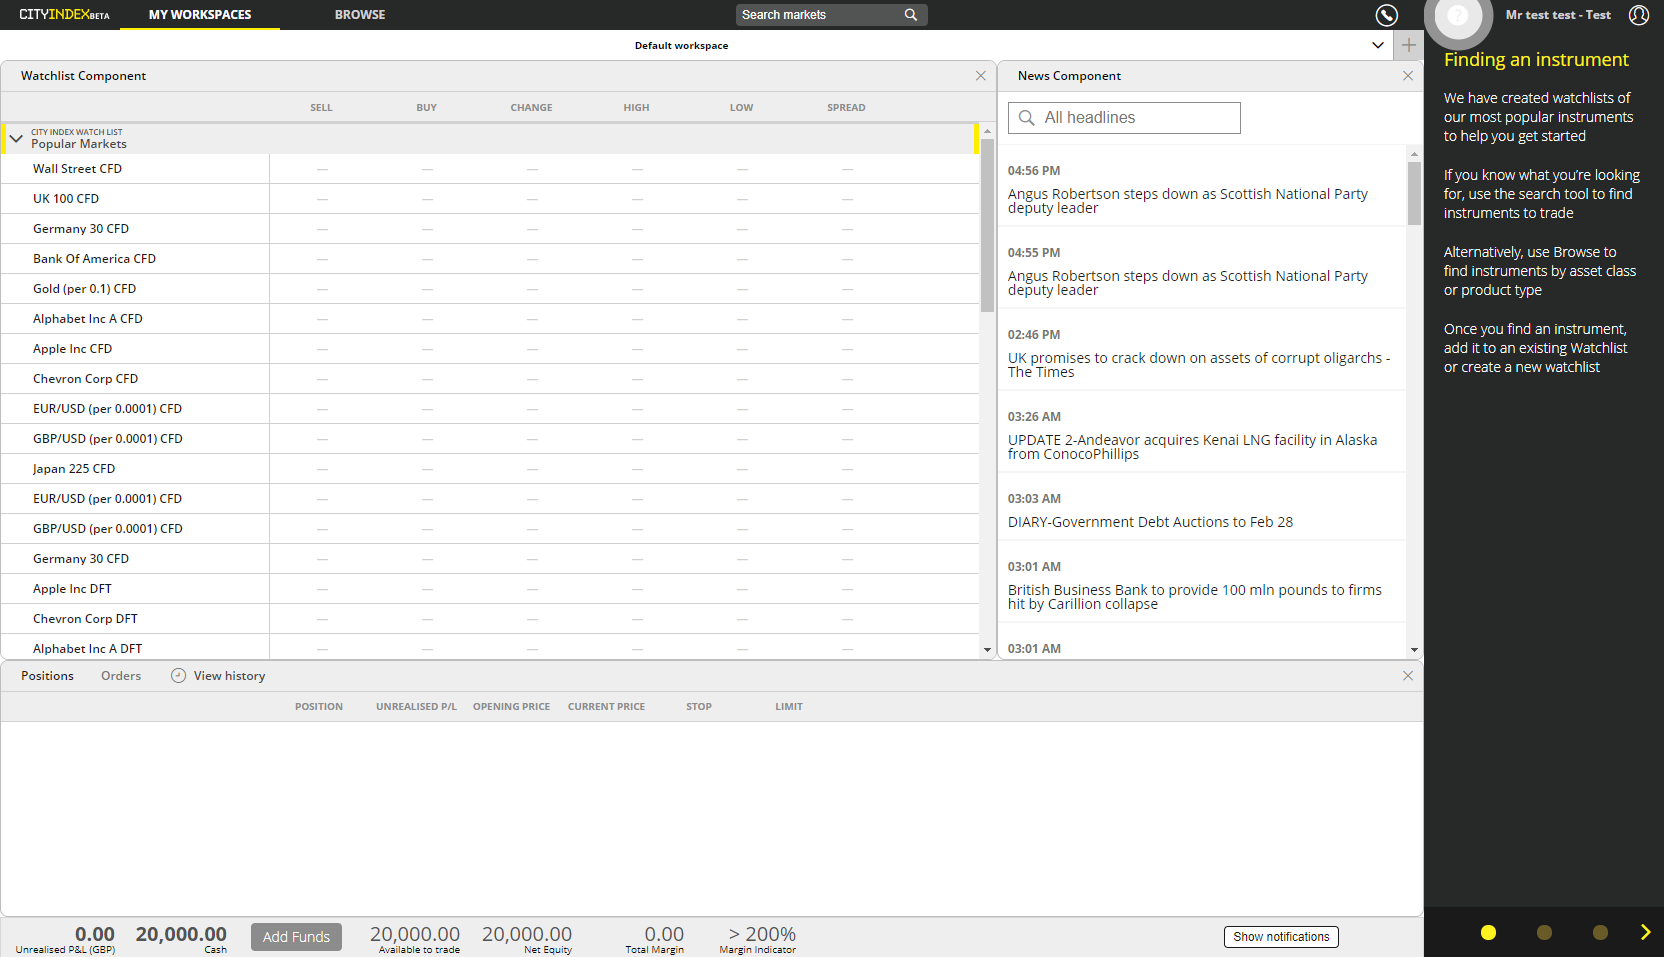 CITYINDEXBETA
MY WORKSPACES
BROWSE
Search markets
?
Mr test test - Test
Default workspace
Watchlist Component
SELL BUY CHANGE HIGH LOW SPREAD
CITY INDEX WATCH LIST
Popular Markets
Wall Street CFD — — — — — —
UK 100 CFD — — — — — —
Germany 30 CFD — — — — — —
Bank Of America CFD — — — — — —
Gold (per 0.1) CFD — — — — — —
Alphabet Inc A CFD — — — — — —
Apple Inc CFD — — — — — —
Chevron Corp CFD — — — — — —
EUR/USD (per 0.0001) CFD — — — — — —
GBP/USD (per 0.0001) CFD — — — — — —
Japan 225 CFD — — — — — —
EUR/USD (per 0.0001) CFD — — — — — —
GBP/USD (per 0.0001) CFD — — — — — —
Germany 30 CFD — — — — — —
Apple Inc DFT — — — — — —
Chevron Corp DFT — — — — — —
Alphabet Inc A DFT — — — — — —
News Component
All headlines
04:56 PM
Angus Robertson steps down as Scottish National Party
deputy leader
04:55 PM
Angus Robertson steps down as Scottish National Party
deputy leader
02:46 PM
UK promises to crack down on assets of corrupt oligarchs -
The Times
03:26 AM
UPDATE 2-Andeavor acquires Kenai LNG facility in Alaska
from ConocoPhillips
03:03 AM
DIARY-Government Debt Auctions to Feb 28
03:01 AM
British Business Bank to provide 100 mln pounds to firms
hit by Carillion collapse
03:01 AM
Finding an instrument
We have created watchlists of
our most popular instruments
to help you get started
If you know what you’re looking
for, use the search tool to find
instruments to trade
Alternatively, use Browse to
find instruments by asset class
or product type
Once you find an instrument,
add it to an existing Watchlist
or create a new watchlist
Positions Orders View history
POSITION UNREALISED P/L OPENING PRICE CURRENT PRICE STOP LIMIT
0.00
Unrealised P&L (GBP)
20,000.00
Cash
Add Funds
20,000.00
Available to trade
20,000.00
Net Equity
0.00
Total Margin
> 200%
Margin Indicator
Show notifications